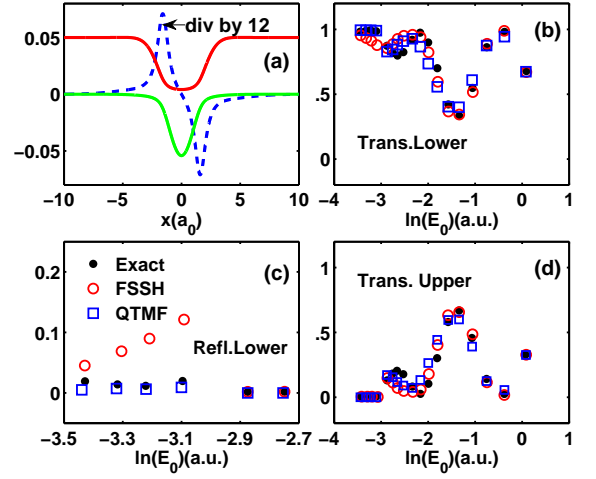 div by 12
0.05
0
−0.05
(a)
−10 −5 0 5 10
x(a0)
1
.5
0
(b)
Trans.Lower
−4 −3 −2 −1 0 1
ln(E0)(a.u.)
0.2
0.1
0
(c)
Exact
FSSH
QTMF
Refl.Lower
−3.5 −3.3 −3.1 −2.9 −2.7
ln(E0)(a.u.)
1
.5
0
(d)
Trans. Upper
−4 −3 −2 −1 0 1
ln(E0)(a.u.)